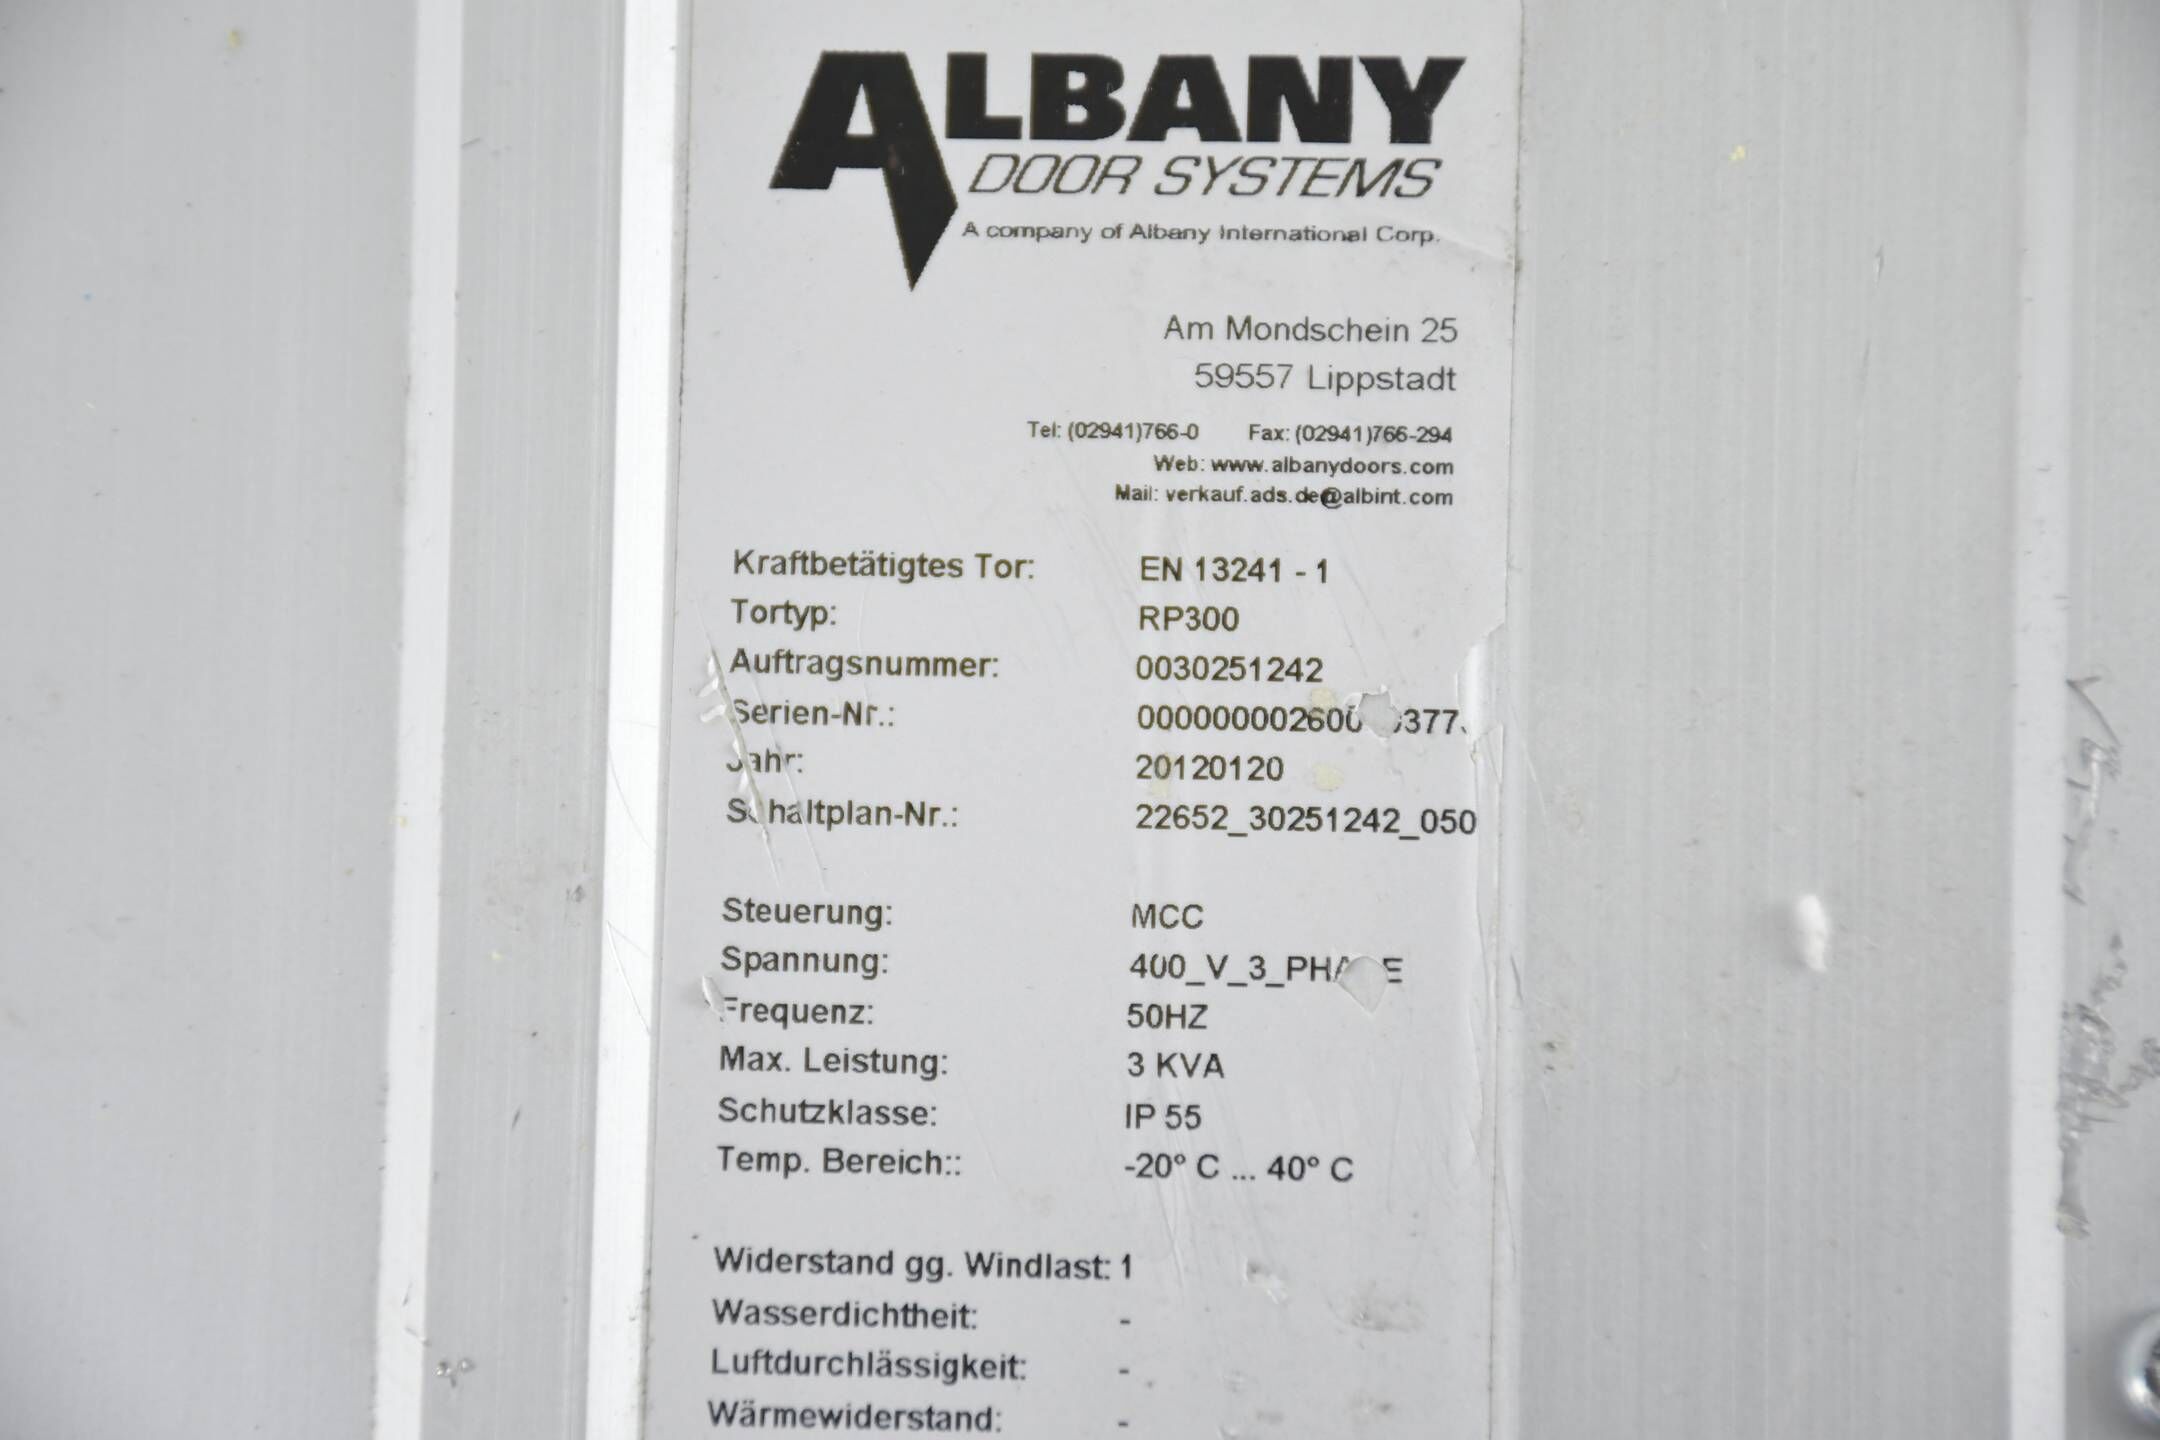 ALBANY
DOOR SYSTEMS
A company of Albany International Corp.
Am Mondschein 25
59557 Lippstadt
Tel: (02941)766-0 Fax: (02941)766-294
Web: www.albanydoors.com
Mail: verkauf.ads.de@albint.com
Kraftbetätigtes Tor: EN 13241 - 1
Tortyp: RP300
Auftragsnummer: 0030251242
Serien-Nr.:
Jahr: 20120120
Schaltplan-Nr.: 22652_30251242_050
Steuerung: MCC
Spannung: 400_V_3_PHASE
Frequenz: 50HZ
Max. Leistung: 3 KVA
Schutzklasse: IP 55
Temp. Bereich:: -20° C ... 40° C
Widerstand gg. Windlast: 1
Wasserdichtheit: -
Luftdurchlässigkeit: -
Wärmewiderstand: -